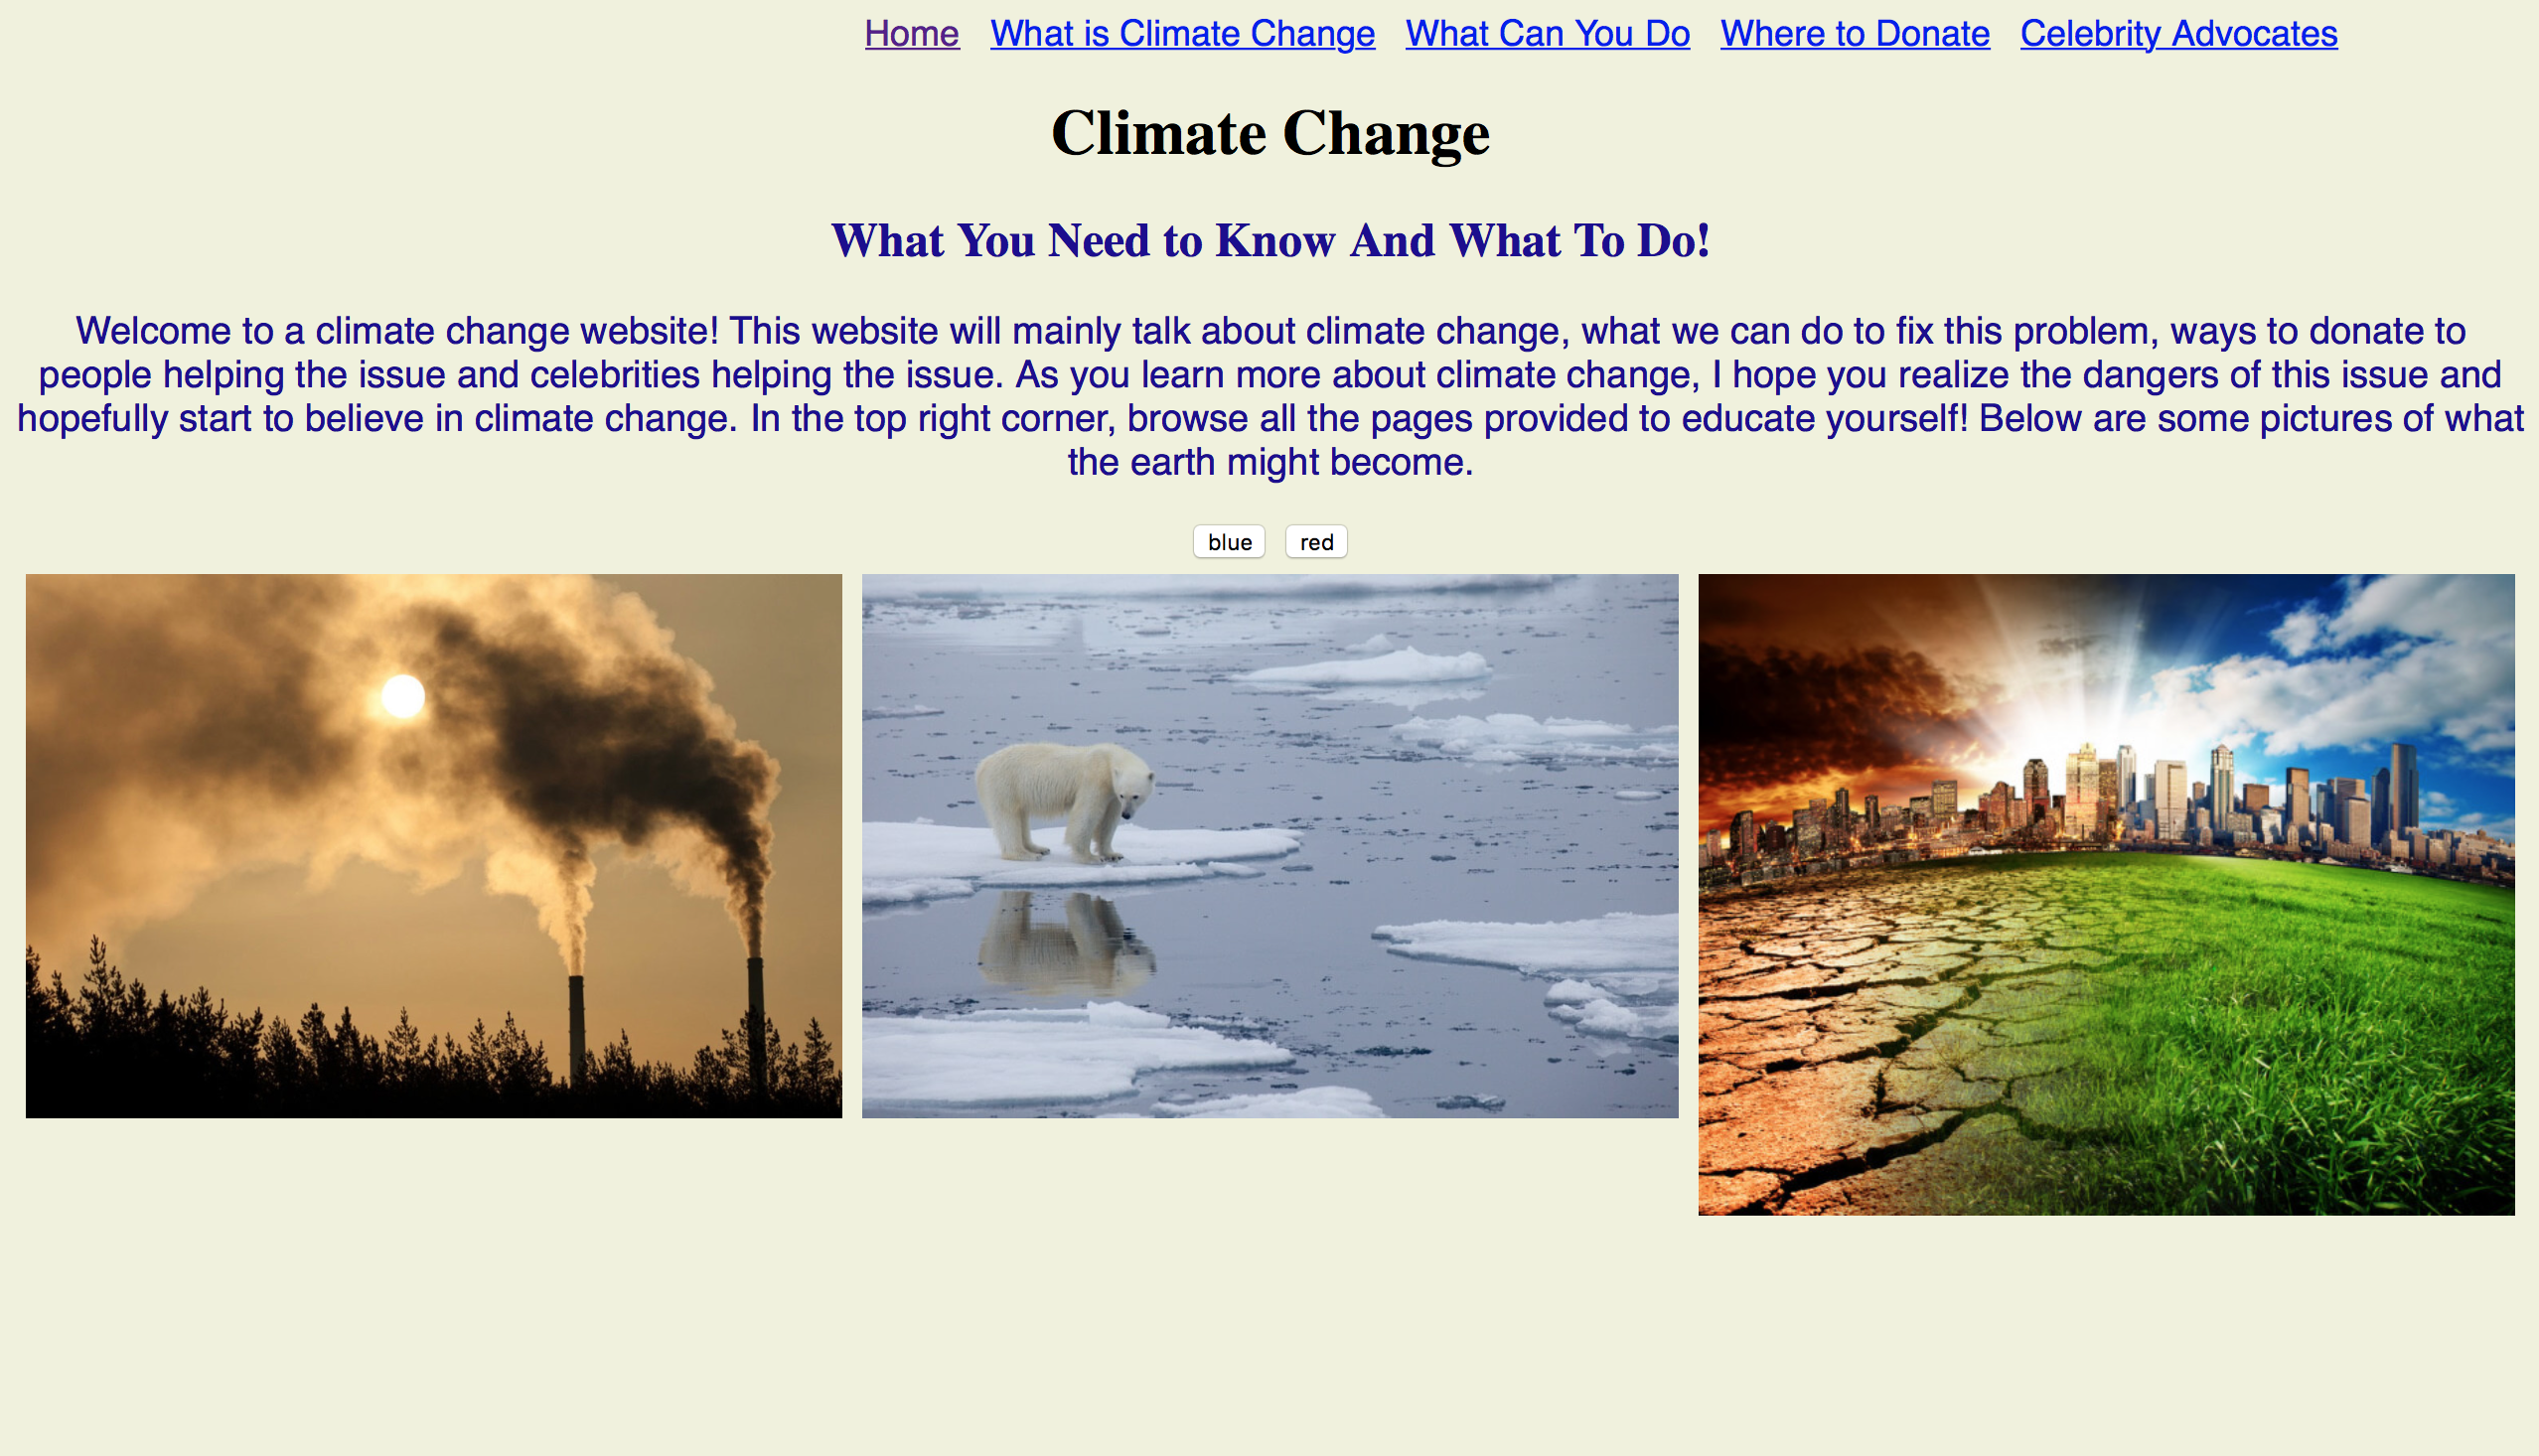 Home What is Climate Change What Can You Do Where to Donate Celebrity Advocates
Climate Change
What You Need to Know And What To Do!
Welcome to a climate change website! This website will mainly talk about climate change, what we can do to fix this problem, ways to donate to
people helping the issue and celebrities helping the issue. As you learn more about climate change, I hope you realize the dangers of this issue and
hopefully start to believe in climate change. In the top right corner, browse all the pages provided to educate yourself! Below are some pictures of what
the earth might become.
blue red